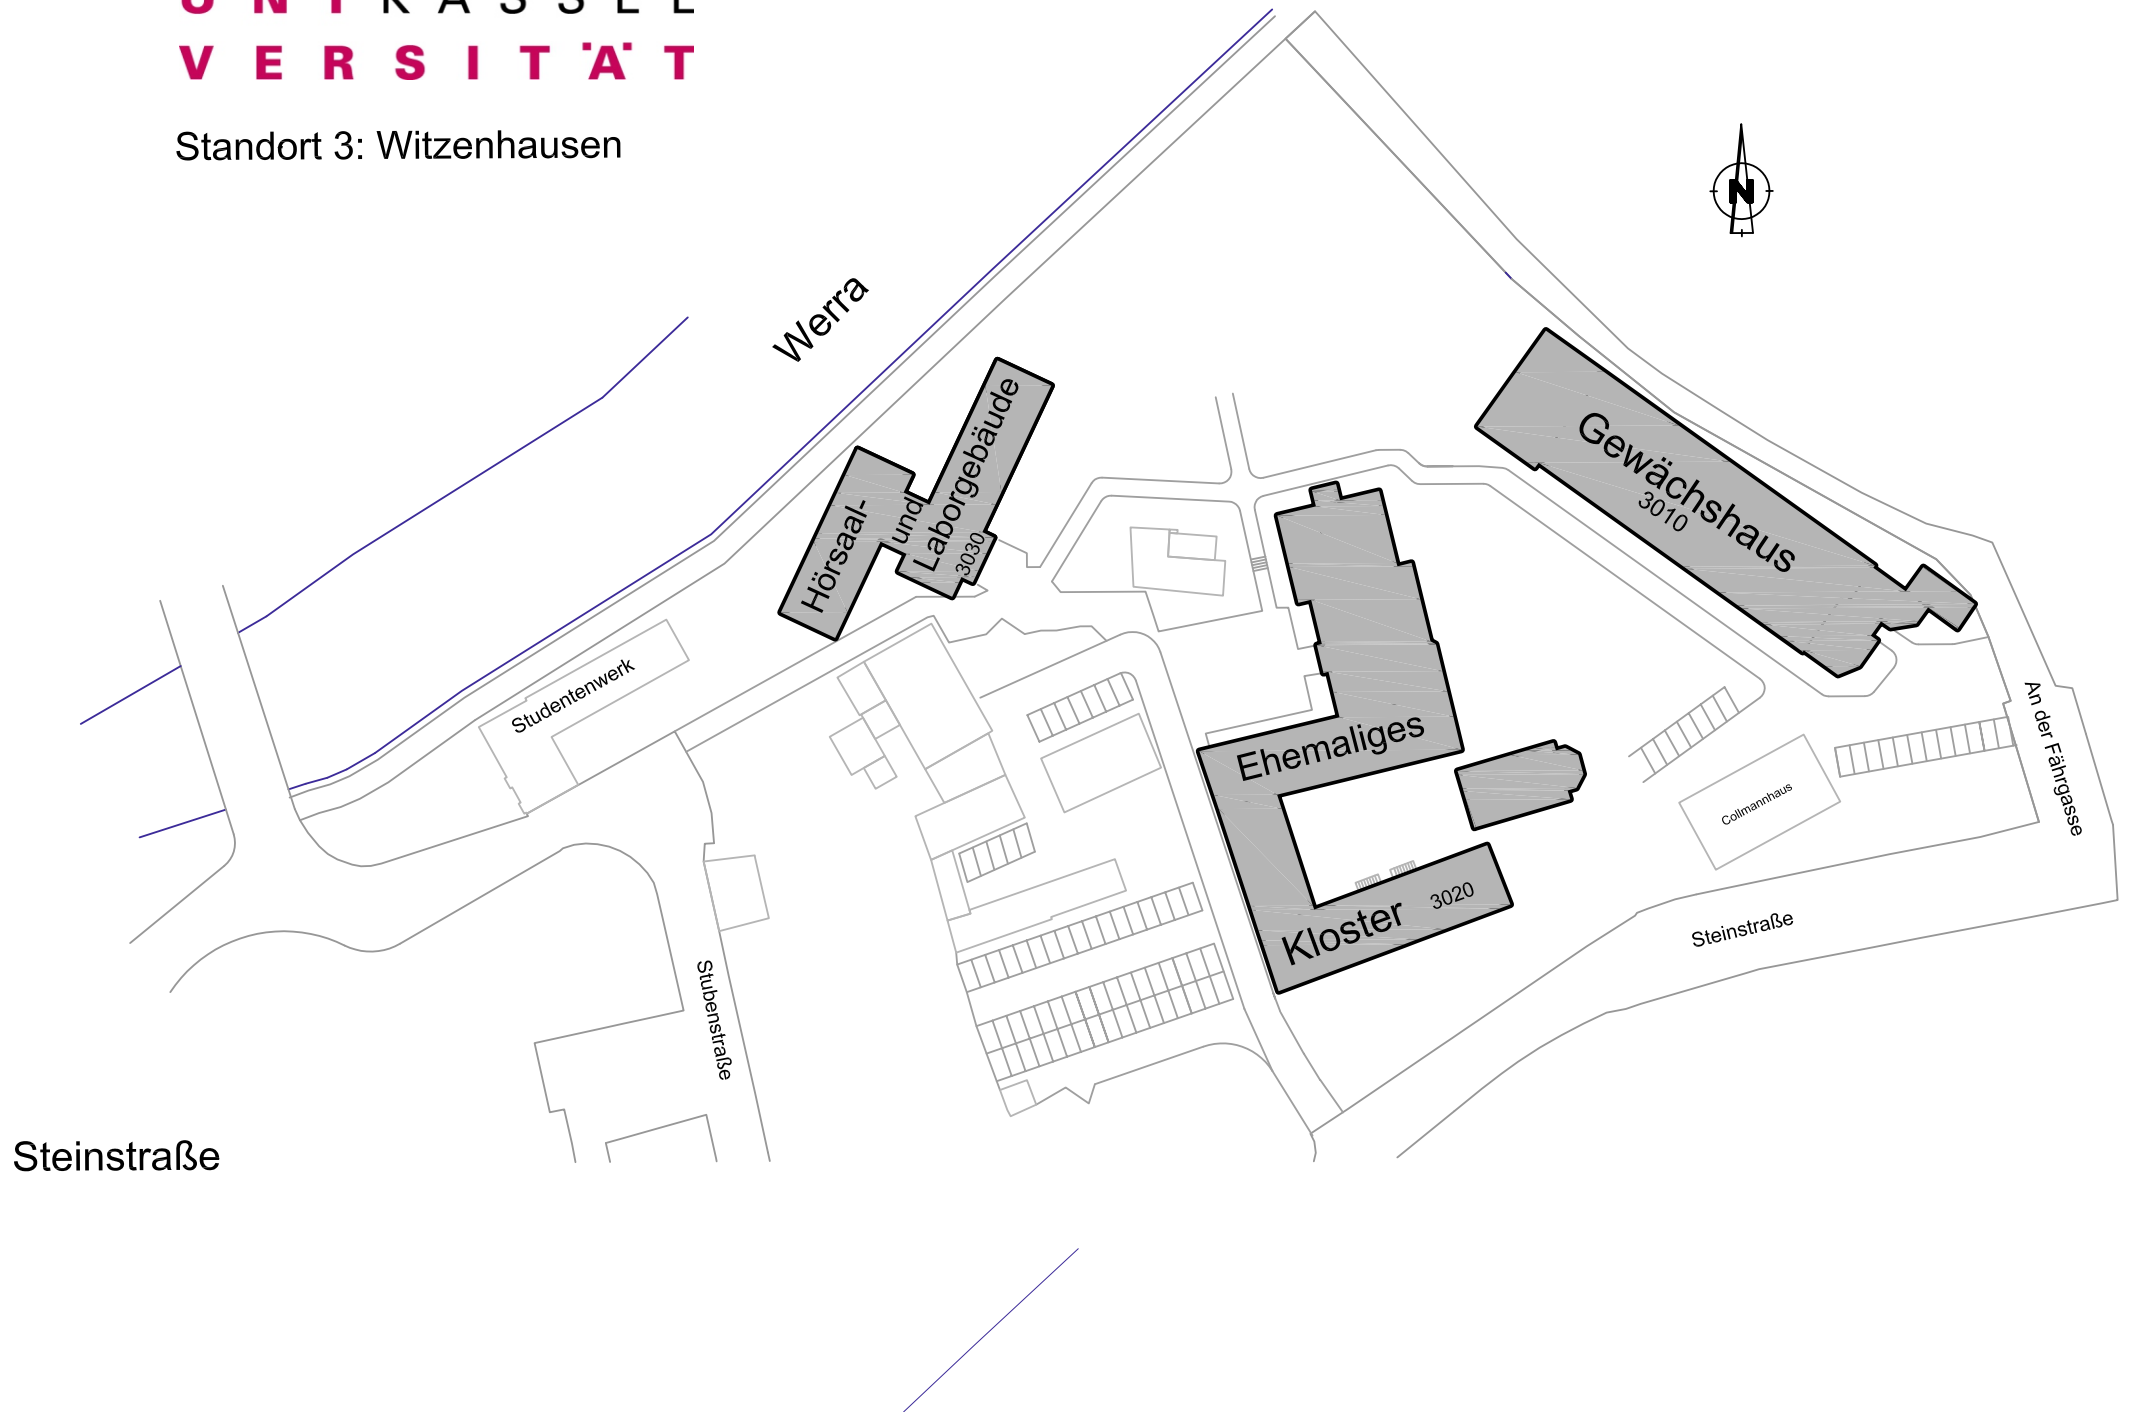 U N I K A S S E L
V E R S I T Ä T
Standort 3: Witzenhausen
Werra
Hörsaal-
und
Laborgebäude
3030
Gewächshaus
3010
Studentenwerk
Ehemaliges
Kloster
3020
Collmannhaus
An der Fährgasse
Steinstraße
Stubenstraße
Steinstraße
N